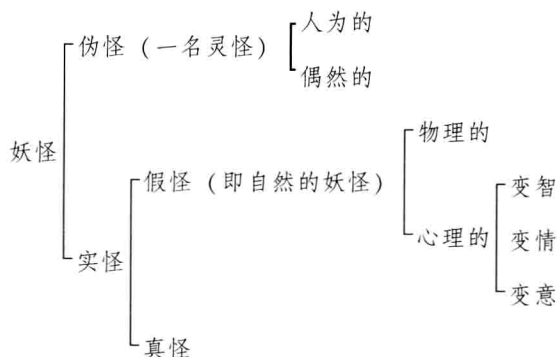 人为的
伪怪（一名灵怪）
偶然的
物理的
妖怪
假怪（即自然的妖怪）
变智
心理的
变情
实怪
变意
真怪